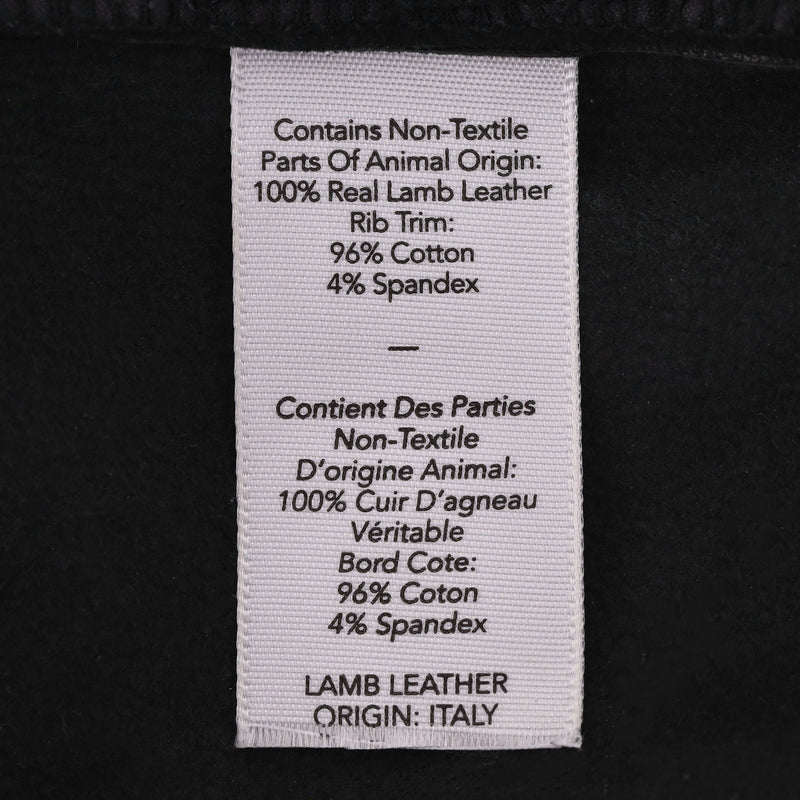 Contains Non-Textile
Parts Of Animal Origin:
100% Real Lamb Leather
Rib Trim:
96% Cotton
4% Spandex
—
Contient Des Parties
Non-Textile
D'origine Animal:
100% Cuir D'agneau
Véritable
Bord Cote:
96% Coton
4% Spandex
LAMB LEATHER
ORIGIN: ITALY